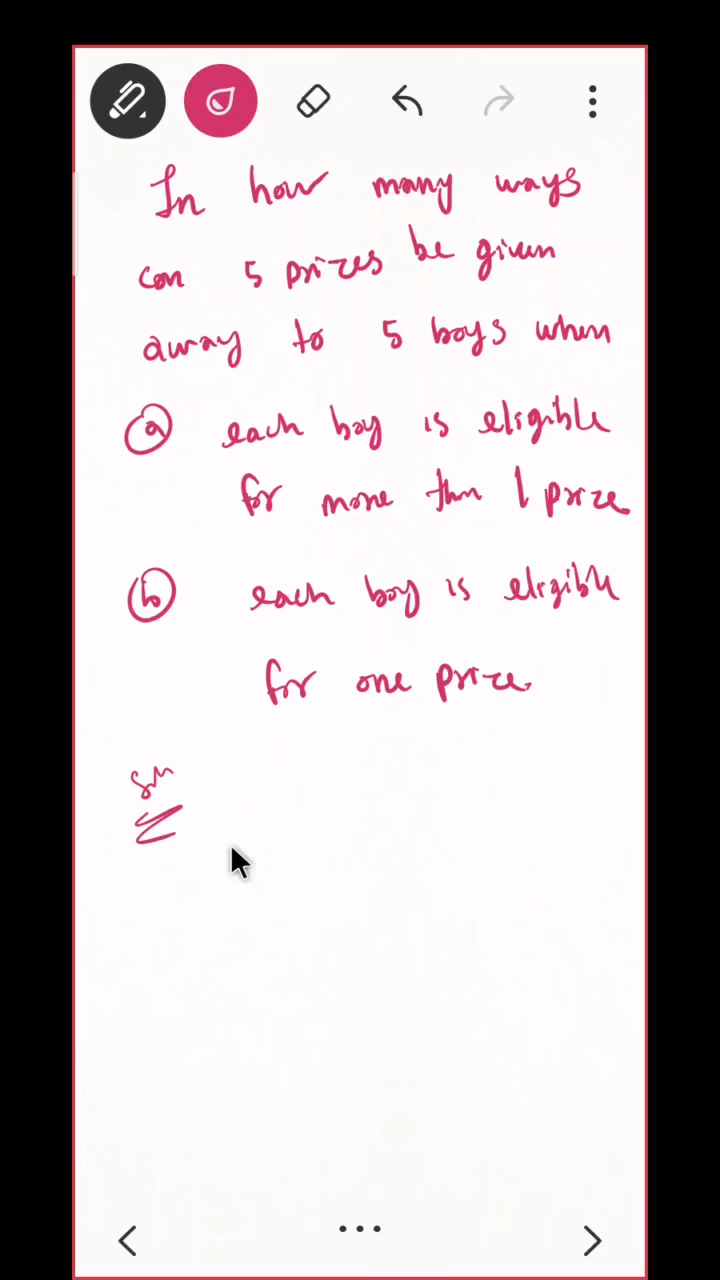 In how many ways
can 5 prizes be given
away to 5 boys when
(a) each boy is eligible
for more than 1 prize.
(b) each boy is eligible
for one prize.